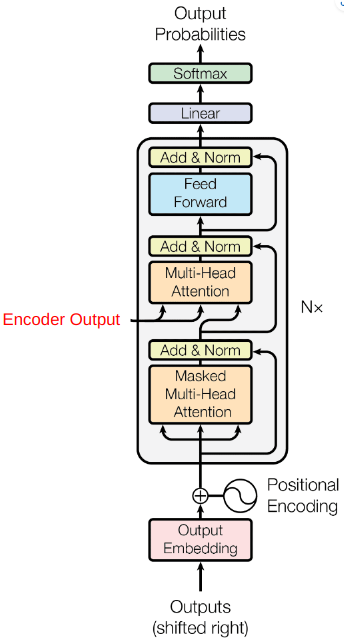 Output
Probabilities
Softmax
Linear
Add & Norm
Feed
Forward
Add & Norm
Multi-Head
Attention
Encoder Output
N×
Add & Norm
Masked
Multi-Head
Attention
Positional
Encoding
Output
Embedding
Outputs
(shifted right)